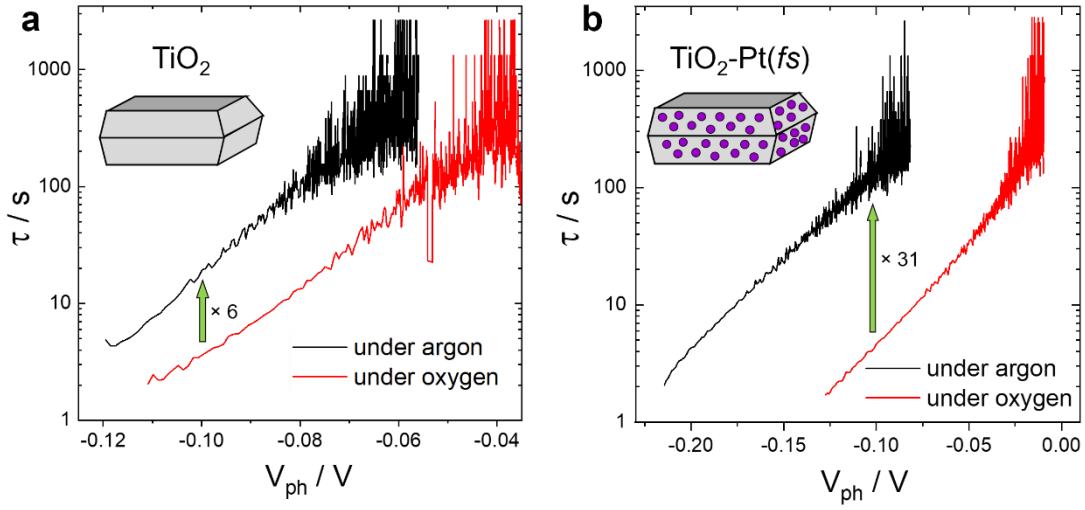 a
TiO₂
1000
100
10
1
τ / s
× 6
under argon
under oxygen
-0.12
-0.10
-0.08
-0.06
-0.04
V_ph / V
b
TiO₂-Pt(fs)
1000
100
10
1
τ / s
× 31
under argon
under oxygen
-0.20
-0.15
-0.10
-0.05
0.00
V_ph / V